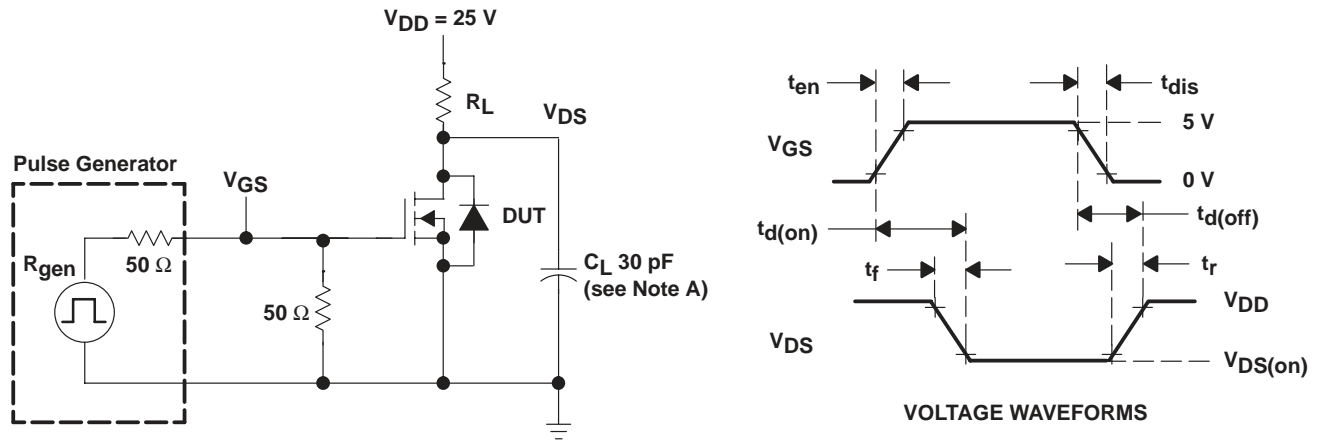 VDD = 25 V
RL
VDS
Pulse Generator
VGS
DUT
Rgen
50 Ω
50 Ω
CL 30 pF
(see Note A)
ten
tdis
5 V
VGS
0 V
td(on)
td(off)
tf
tr
VDD
VDS
VDS(on)
VOLTAGE WAVEFORMS